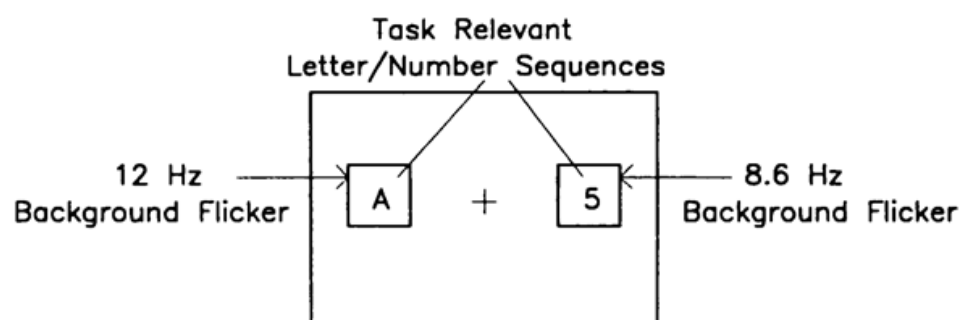 Task Relevant
Letter/Number Sequences
12 Hz
Background Flicker
A
+
5
8.6 Hz
Background Flicker